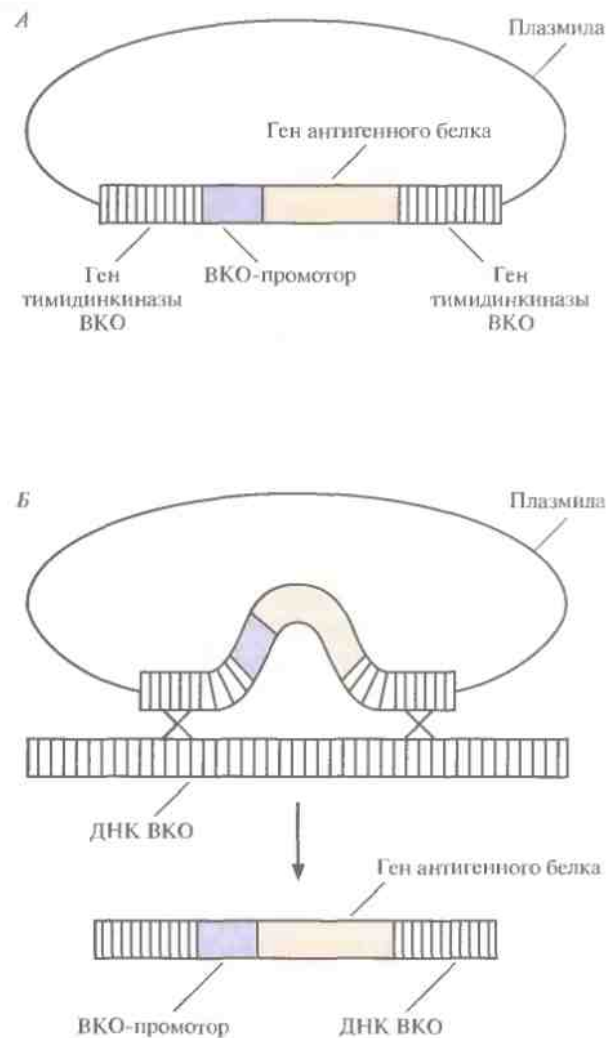 А
Плазмида
Ген антигенного белка
Ген
тимидинкиназы
ВКО
ВКО-промотор
Ген
тимидинкиназы
ВКО
Б
Плазмида
ДНК ВКО
Ген антигенного белка
ВКО-промотор
ДНК ВКО